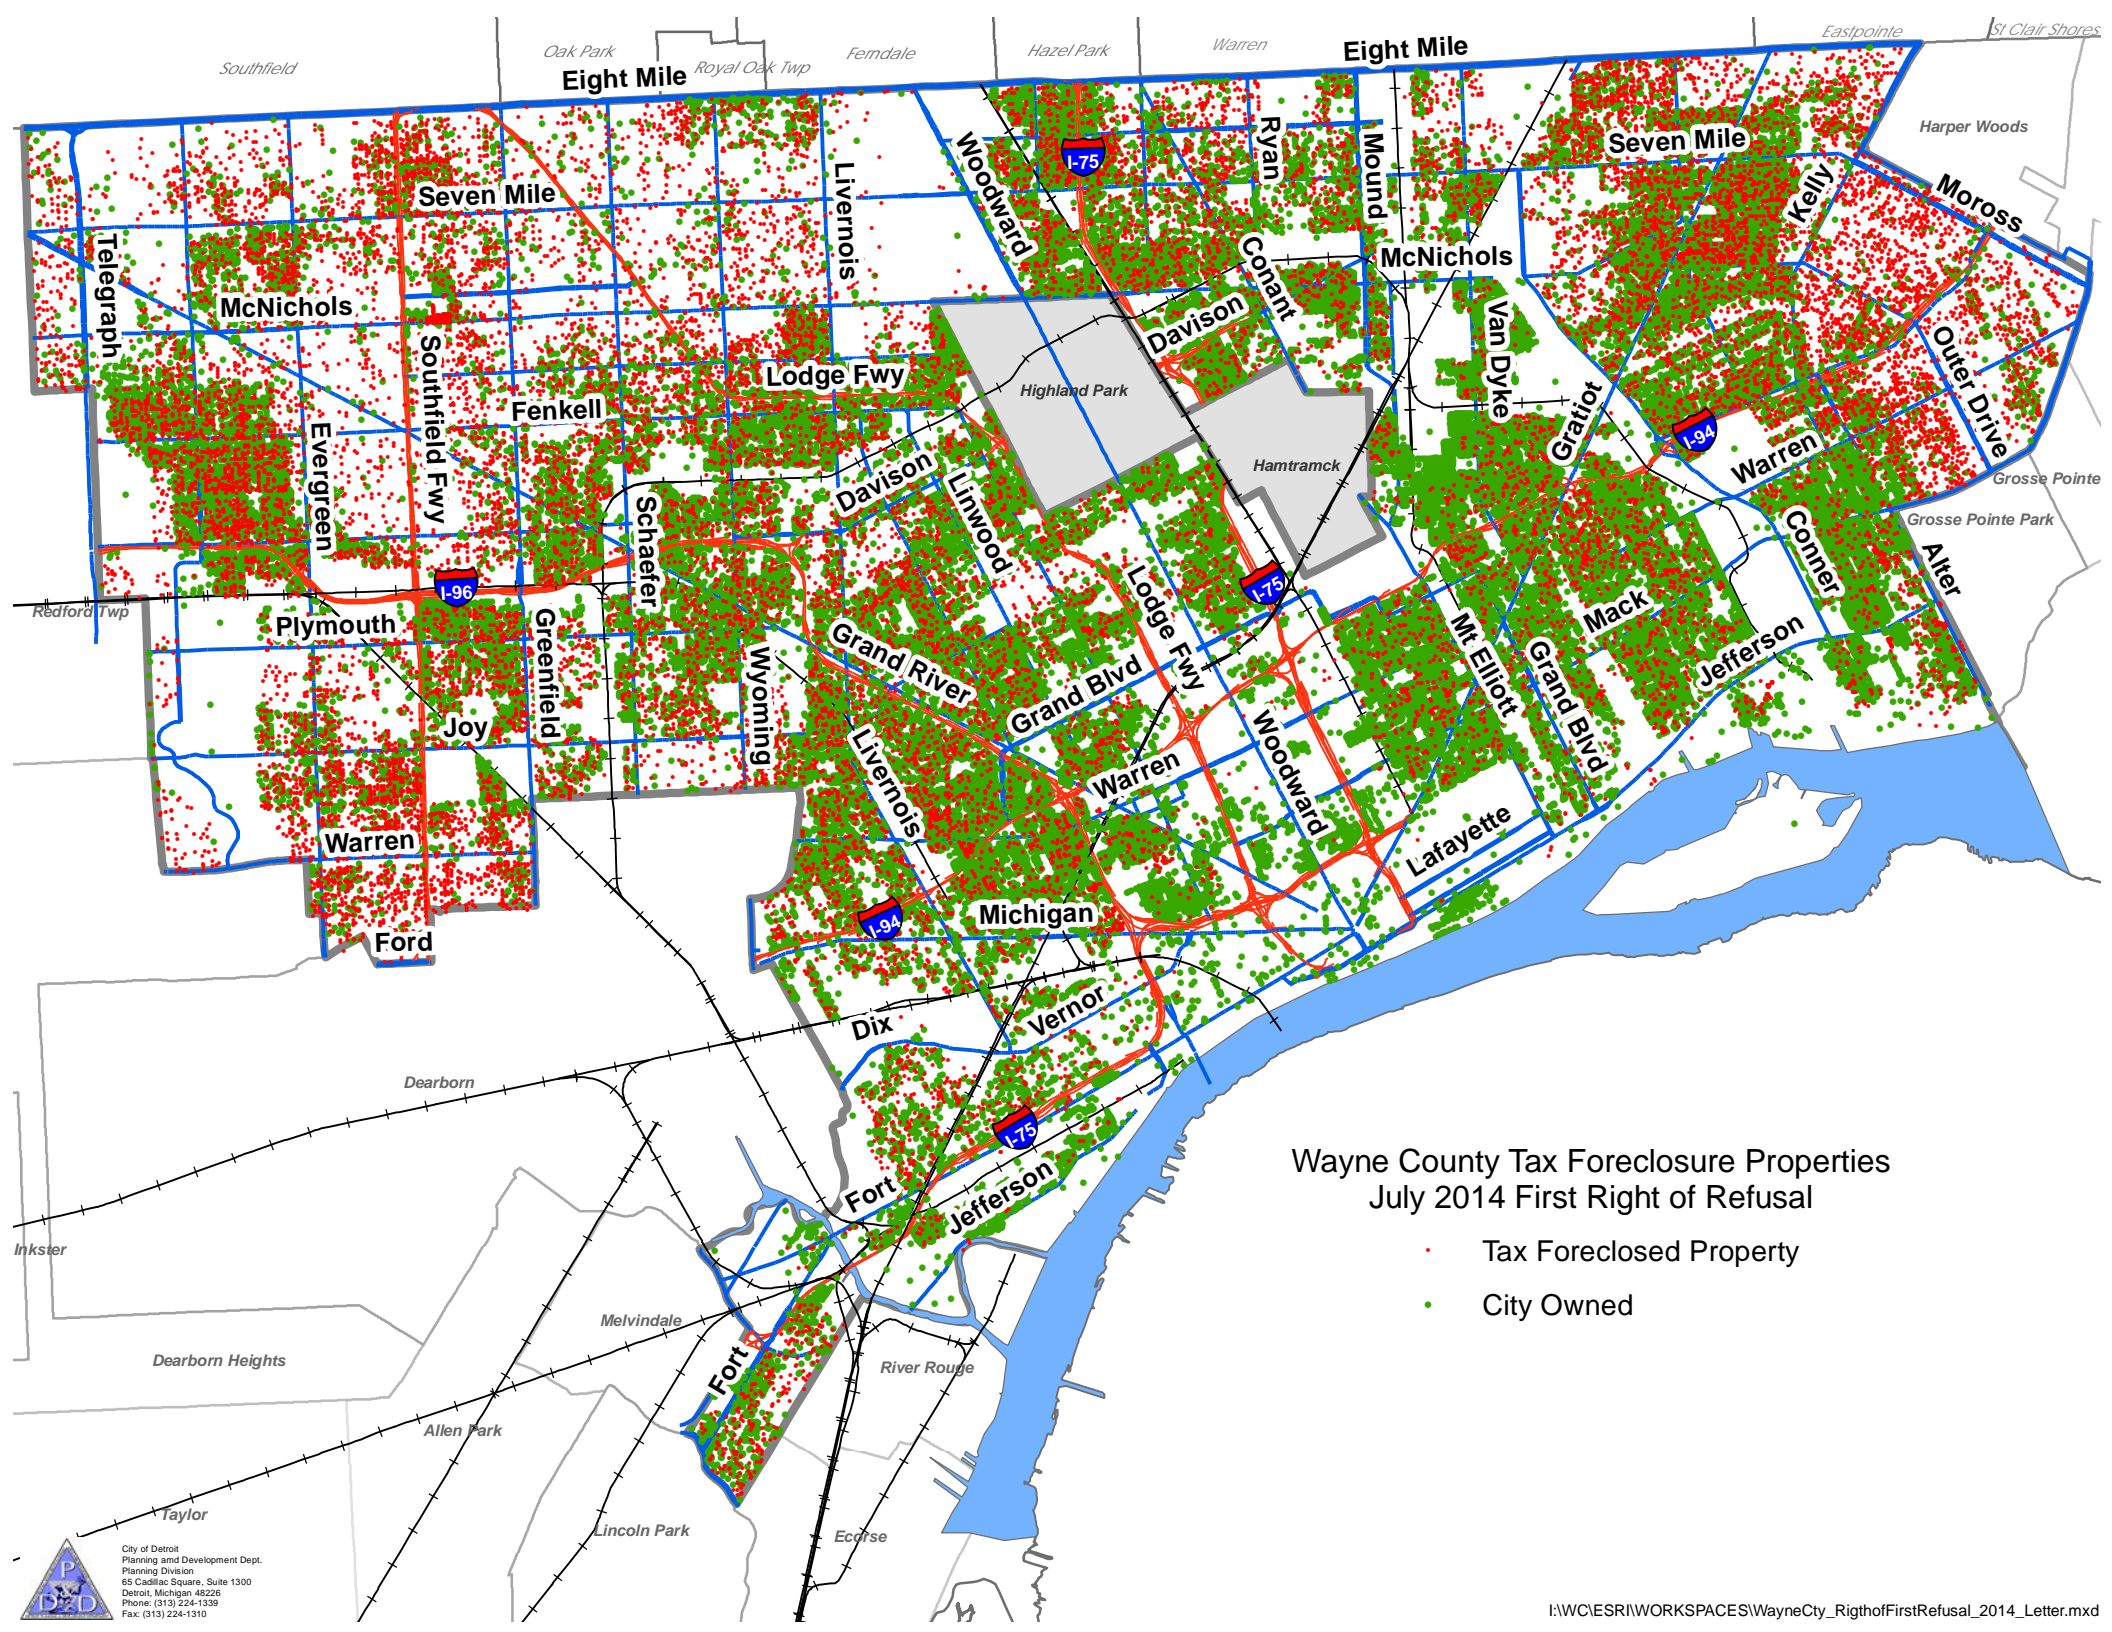 Southfield
Oak Park
Royal Oak Twp
Ferndale
Hazel Park
Warren
Eastpointe
St Clair Shores
Eight Mile
Eight Mile
Harper Woods
Seven Mile
Seven Mile
Livernois
Woodward
I-75
Ryan
Mound
Kelly
Moross
Telegraph
McNichols
McNichols
Conant
Davison
Van Dyke
Outer Drive
Southfield Fwy
Lodge Fwy
Highland Park
Fenkell
Evergreen
Hamtramck
Gratiot
I-94
Warren
Grosse Pointe
Grosse Pointe Park
Davison
Linwood
Schaefer
Conner
Alter
I-96
Redford Twp
Plymouth
Greenfield
Lodge Fwy
I-75
Mt Elliott
Mack
Grand Blvd
Jefferson
Grand River
Grand Blvd
Wyoming
Joy
Livernois
Warren
Woodward
Warren
Lafayette
Michigan
I-94
Ford
Vernor
Dix
Dearborn
I-75
Fort
Jefferson
Inkster
Melvindale
Dearborn Heights
Fort
River Rouge
Allen Park
Taylor
Lincoln Park
Ecorse
Wayne County Tax Foreclosure Properties
July 2014 First Right of Refusal
Tax Foreclosed Property
City Owned
P
D&D
City of Detroit
Planning and Development Dept.
Planning Division
65 Cadillac Square, Suite 1300
Detroit, Michigan 48226
Phone: (313) 224-1339
Fax: (313) 224-1310
I:\WC\ESRI\WORKSPACES\WayneCty_RigthofFirstRefusal_2014_Letter.mxd